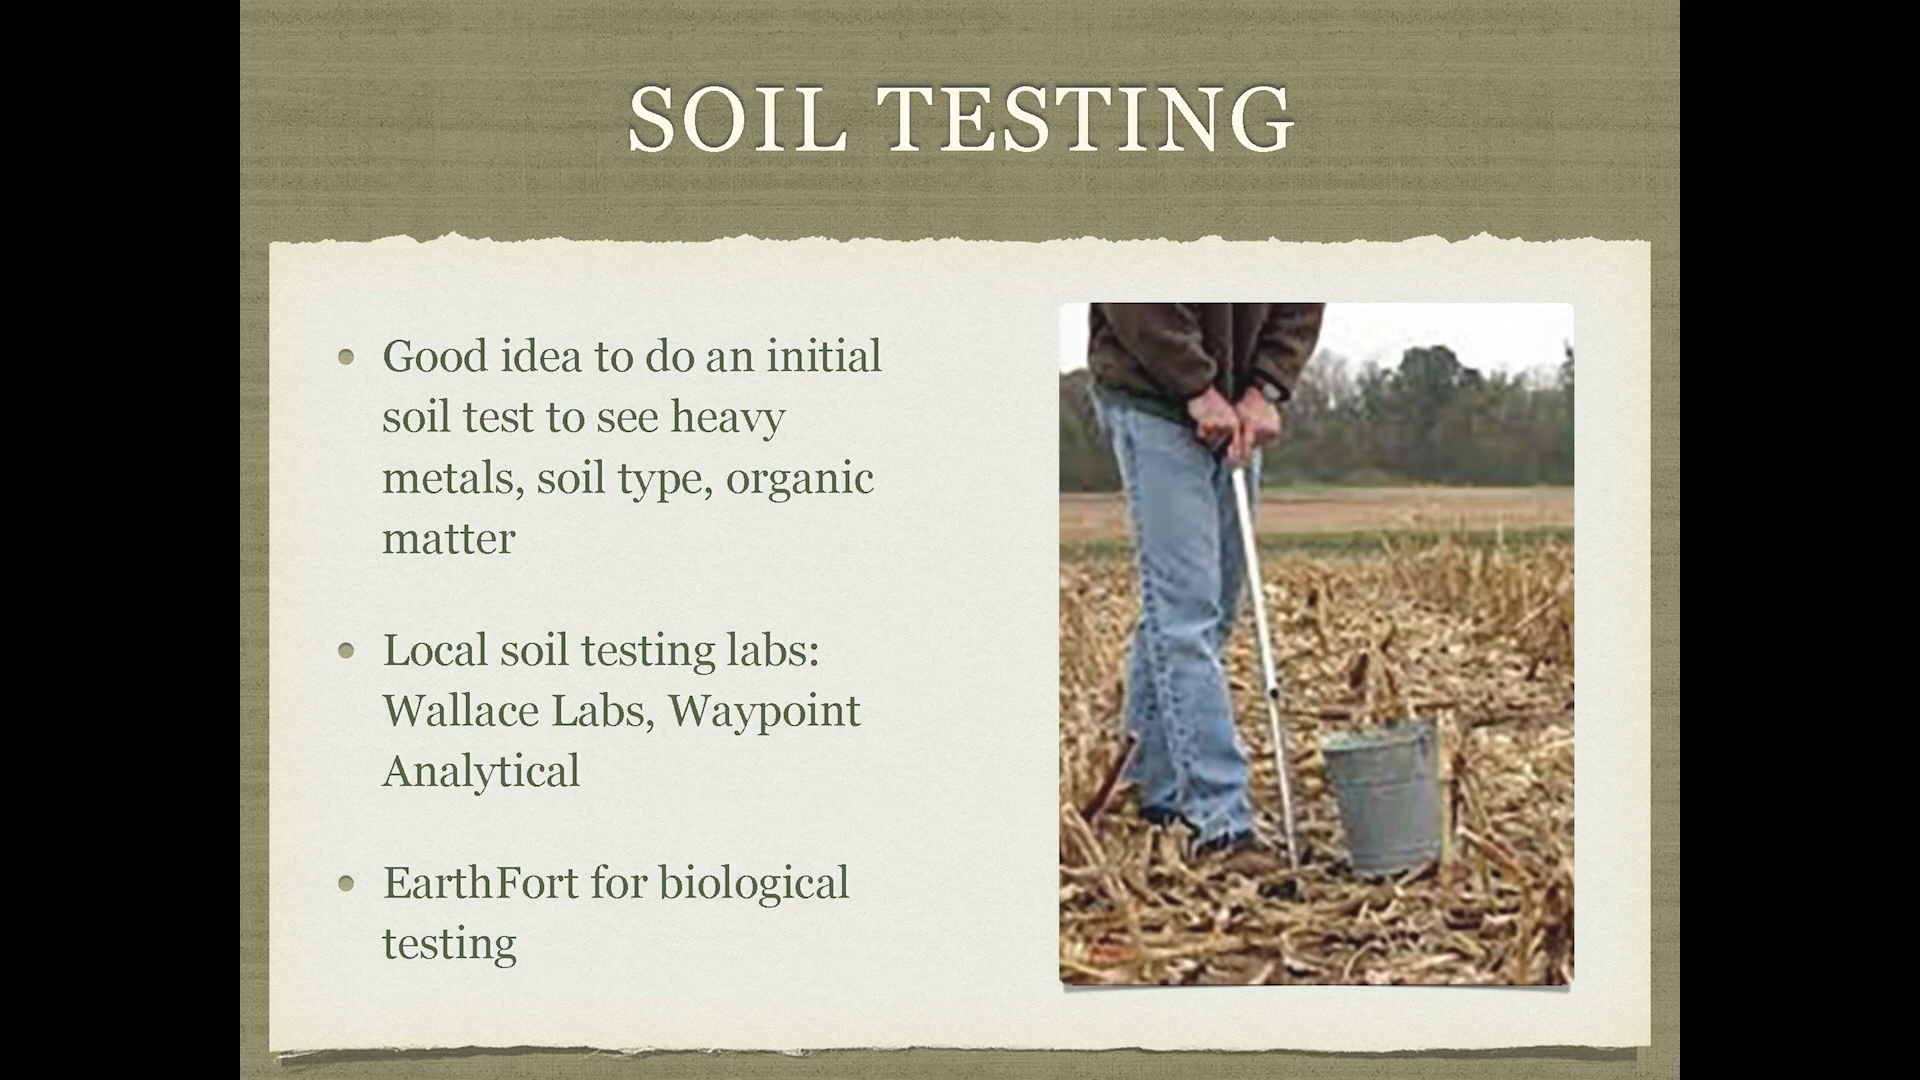 SOIL TESTING
Good idea to do an initial
soil test to see heavy
metals, soil type, organic
matter
Local soil testing labs:
Wallace Labs, Waypoint
Analytical
EarthFort for biological
testing